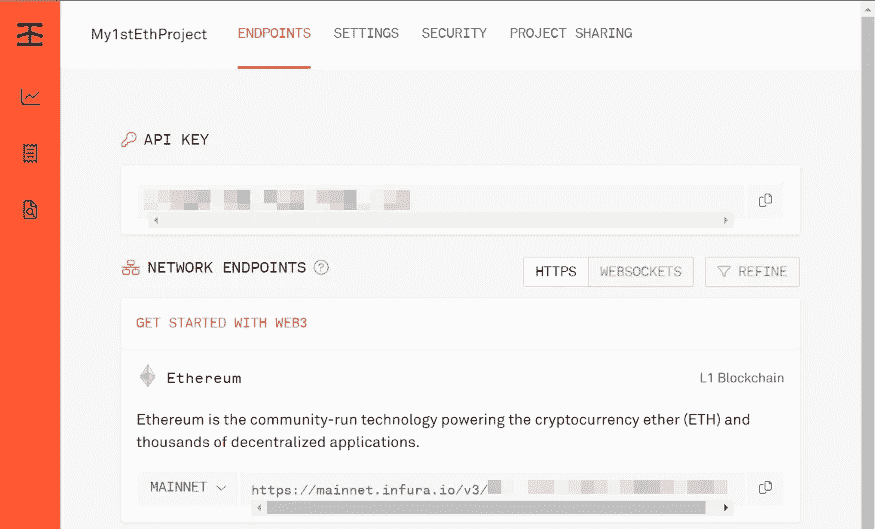 My1stEthProject ENDPOINTS SETTINGS SECURITY PROJECT SHARING
API KEY
NETWORK ENDPOINTS ? HTTPS WEBSOCKETS REFINE
GET STARTED WITH WEB3
Ethereum L1 Blockchain
Ethereum is the community-run technology powering the cryptocurrency ether (ETH) and
thousands of decentralized applications.
MAINNET https://mainnet.infura.io/v3/